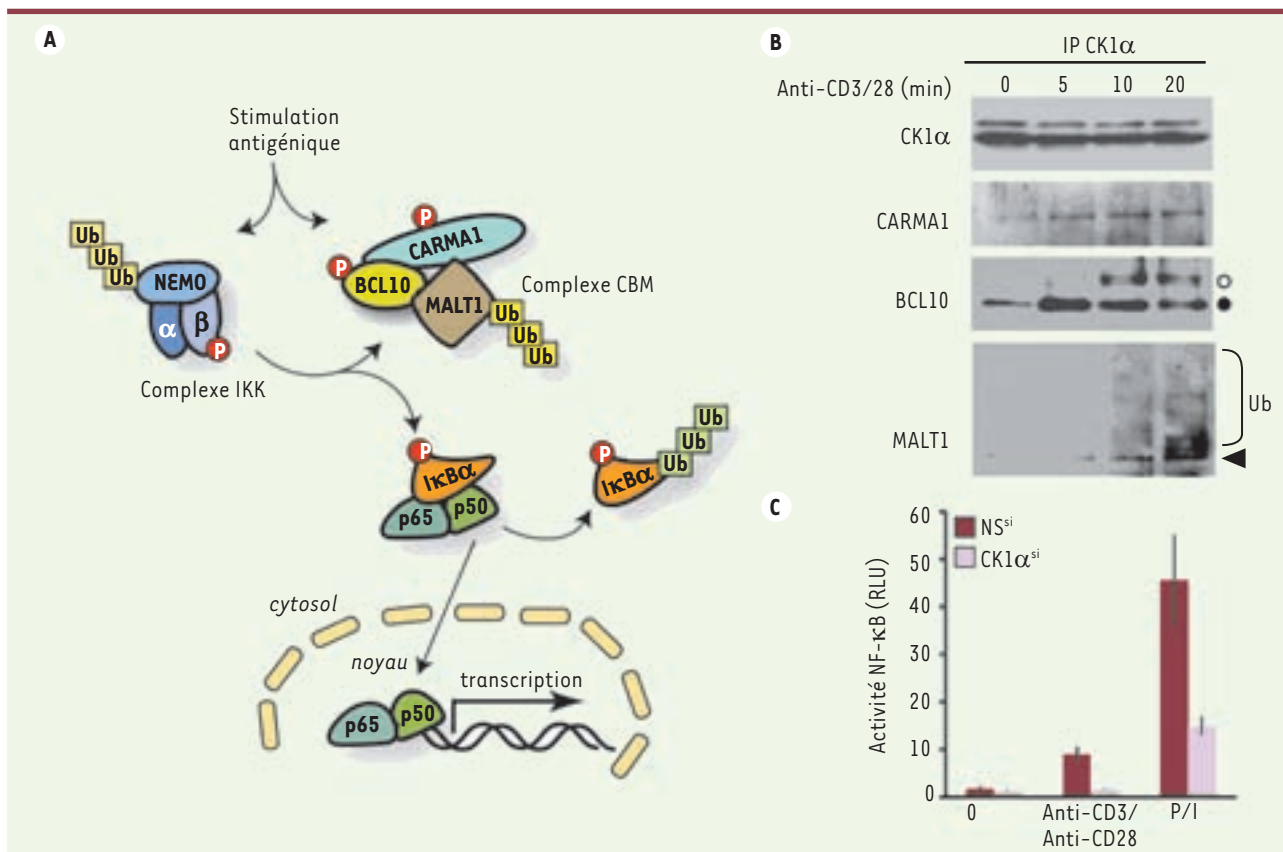 A
Stimulation
antigénique
Ub
Ub
Ub
NEMO
α
β
P
Complexe IKK
P
CARMA1
P
BCL10
MALT1
Complexe CBM
Ub
Ub
Ub
P
IκBα
p65
p50
P
IκBα
Ub
Ub
Ub
cytosol
noyau
transcription
p65
p50
B
IP CK1α
Anti-CD3/28 (min) 0 5 10 20
CK1α
CARMA1
BCL10
MALT1
Ub
C
60
50
40
30
20
10
0
Activité NF-κB (RLU)
NSsi
CK1αsi
0
Anti-CD3/
Anti-CD28
P/I